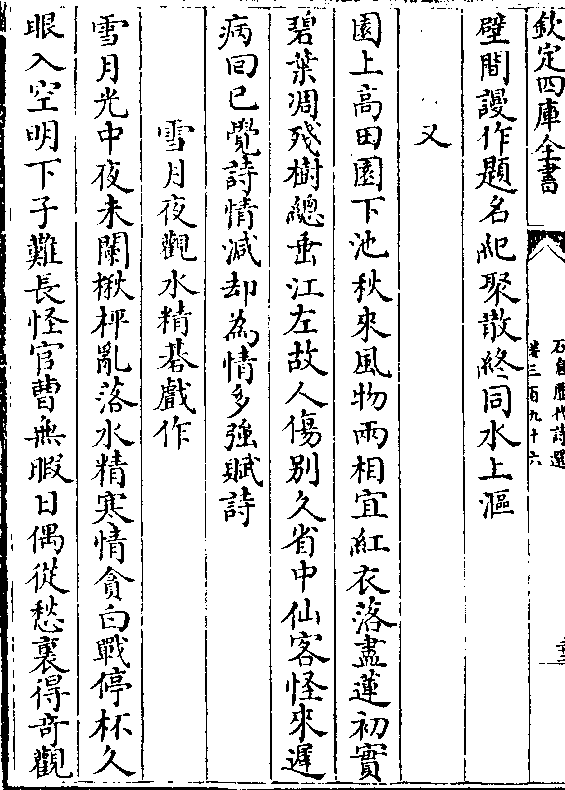 欽定四庫全書
石倉歷代詩選
卷三百九十六
壁間謾作題名紀聚散終同水上漚
又
園上高田園下池秋來風物兩相宜紅衣落盡蓮初實
碧葉凋殘樹總垂江左故人傷別久省中仙客怪來遲
病回已覺詩情減却為情多強賦詩
雪月夜觀水精碁戲作
雪月光中夜未闌楸枰亂落水精寒情貪白戰停杯久
眼入空明下子難長怪官曹無暇日偶從愁裏得奇觀